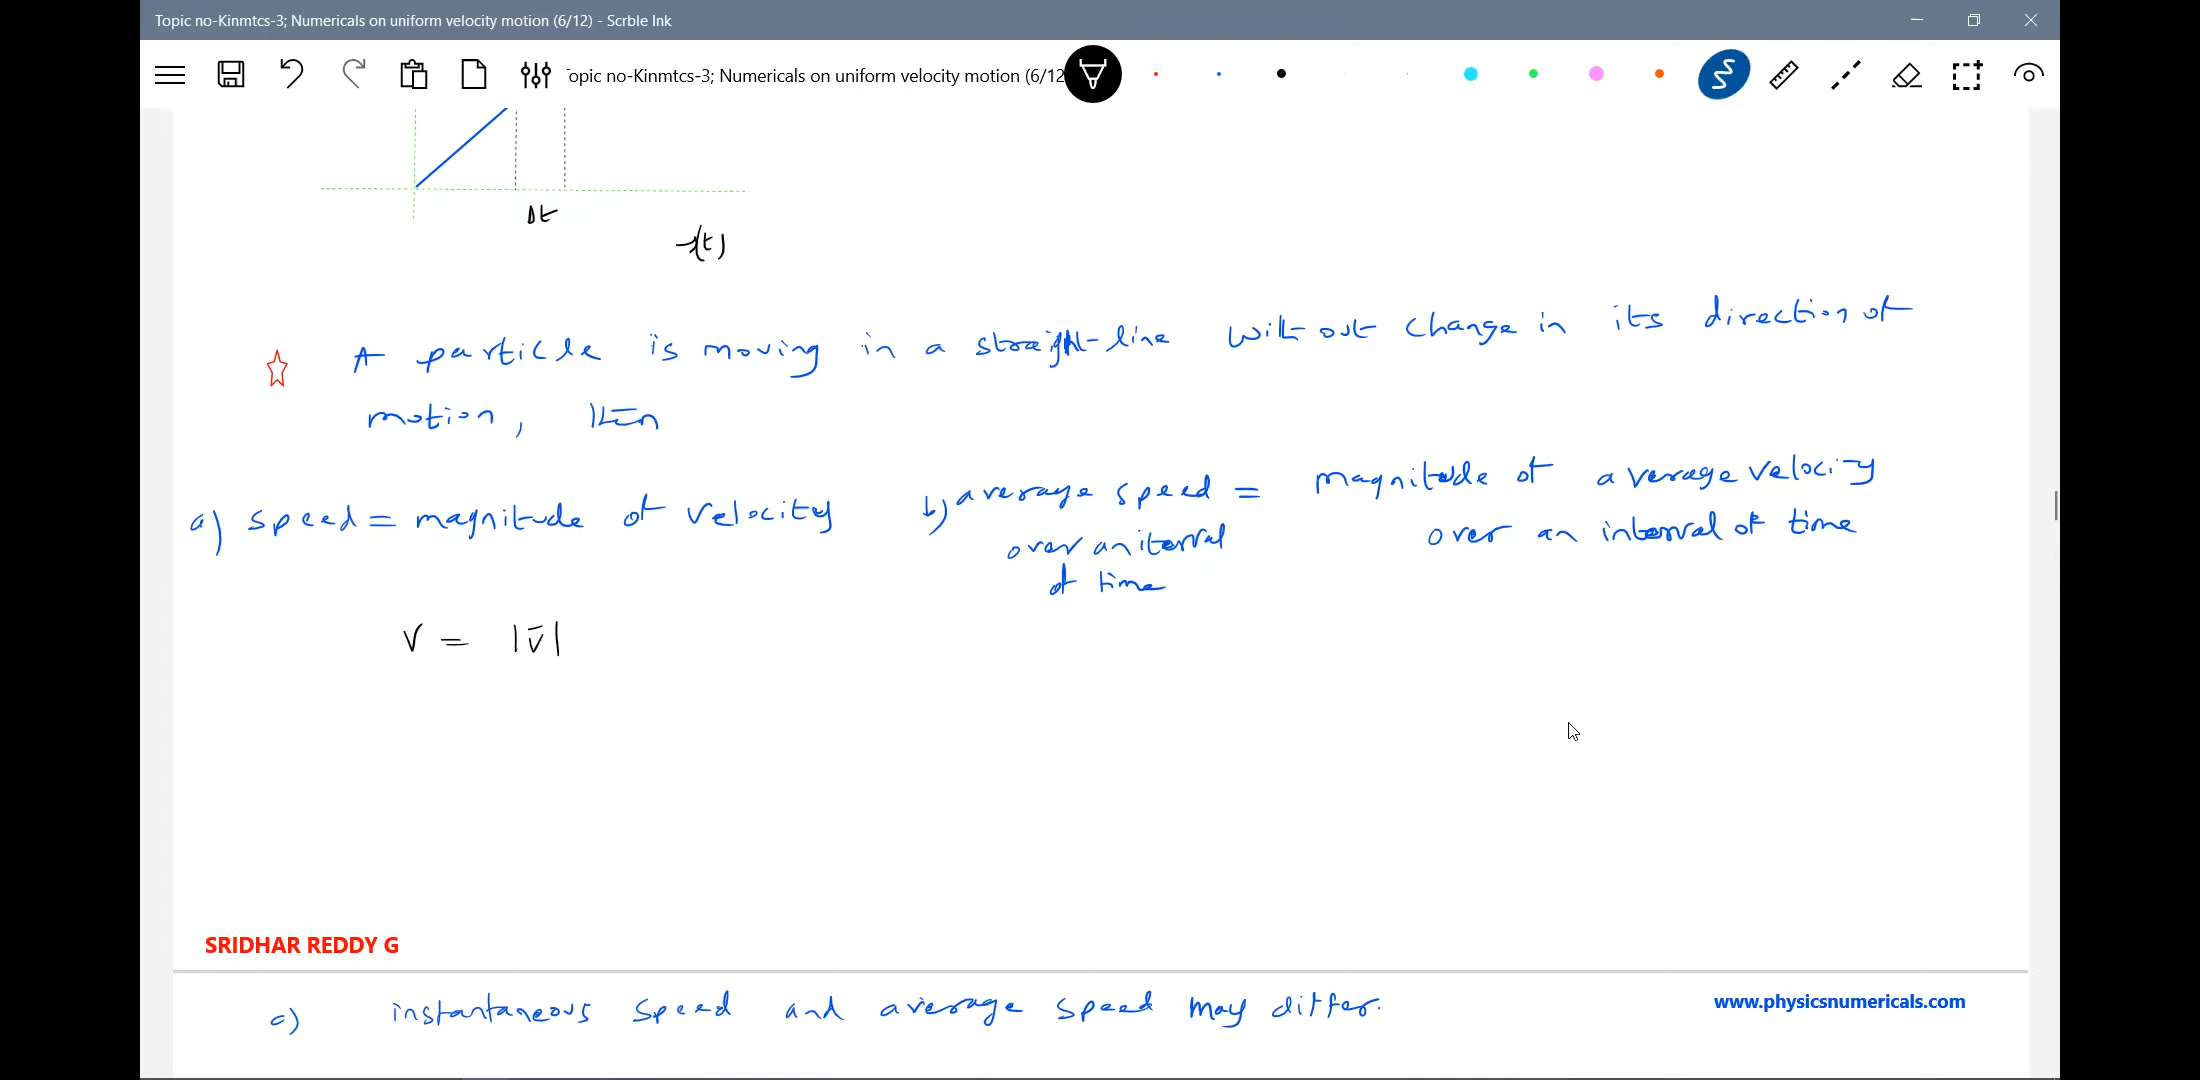 Topic no-Kinmtcs-3; Numericals on uniform velocity motion (6/12) - Scrble Ink
opic no-Kinmtcs-3; Numericals on uniform velocity motion (6/12
Δt
(t)
A particle is moving in a straight-line without change in its direction of
motion, then
a) speed = magnitude of velocity
b) average speed = magnitude of average velocity
over an iterval over an interval of time
of time
v = |v̄|
SRIDHAR REDDY G
c) instantaneous speed and average speed may differ.
www.physicsnumericals.com